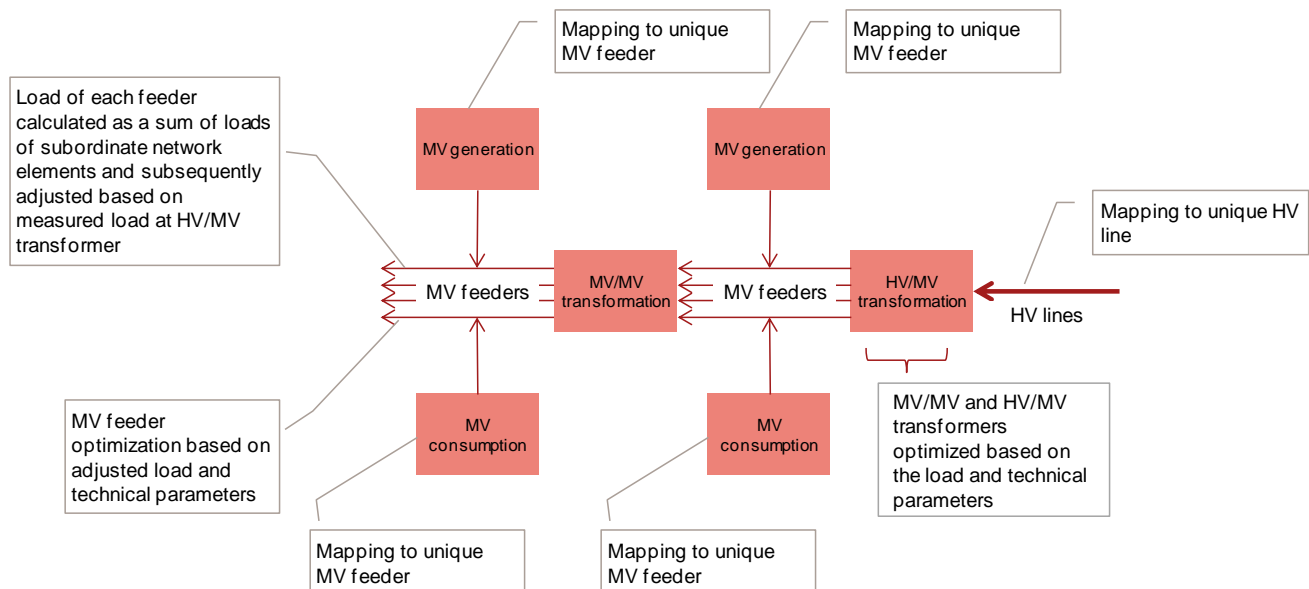 Mapping to unique
MV feeder
Mapping to unique
MV feeder
Load of each feeder
calculated as a sum of loads
of subordinate network
elements and subsequently
adjusted based on
measured load at HV/MV
transformer
MV generation
MV generation
Mapping to unique HV
line
MV feeders
MV/MV
transformation
MV feeders
HV/MV
transformation
HV lines
MV feeder
optimization based on
adjusted load and
technical parameters
MV
consumption
MV
consumption
MV/MV and HV/MV
transformers
optimized based on
the load and technical
parameters
Mapping to unique
MV feeder
Mapping to unique
MV feeder